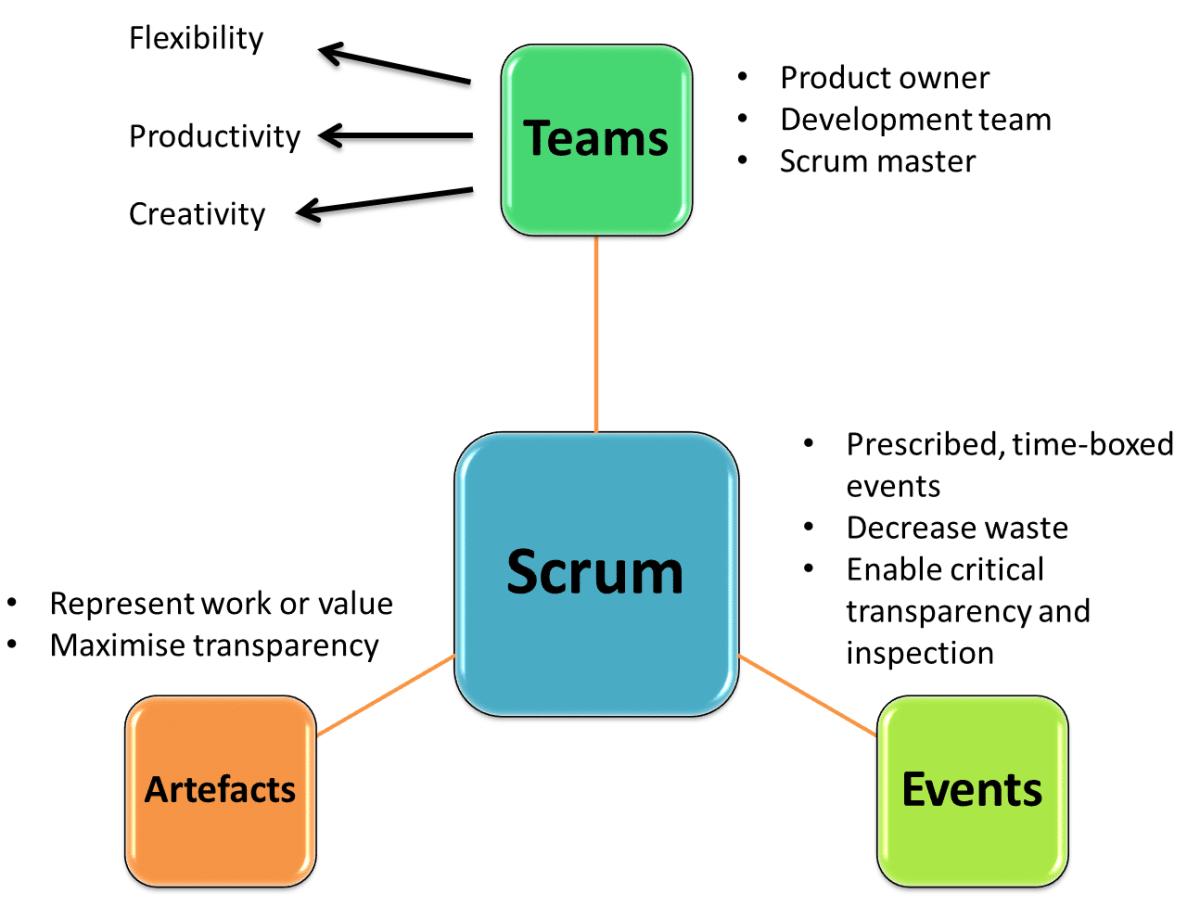 Flexibility
Productivity
Creativity
Teams
• Product owner
• Development team
• Scrum master
Scrum
• Prescribed, time-boxed
events
• Decrease waste
• Enable critical
transparency and
inspection
• Represent work or value
• Maximise transparency
Artefacts
Events